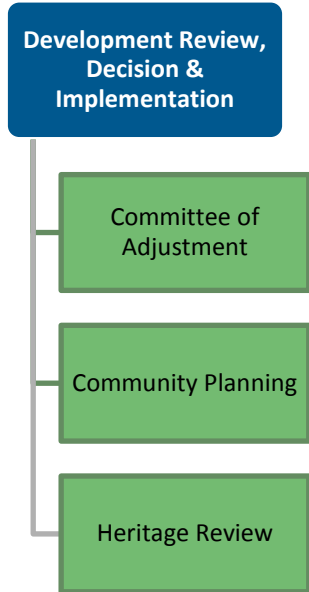 Development Review,
Decision &
Implementation
Committee of
Adjustment
Community Planning
Heritage Review